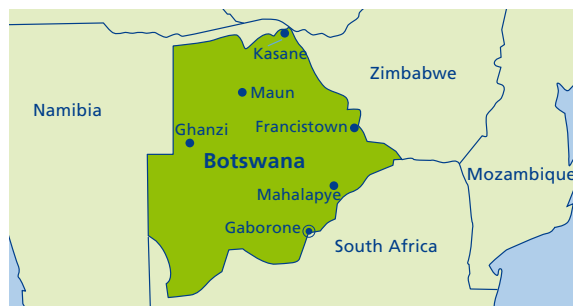 Kasane
Zimbabwe
Maun
Namibia
Francistown
Ghanzi
Botswana
Mozambique
Mahalapye
Gaborone
South Africa